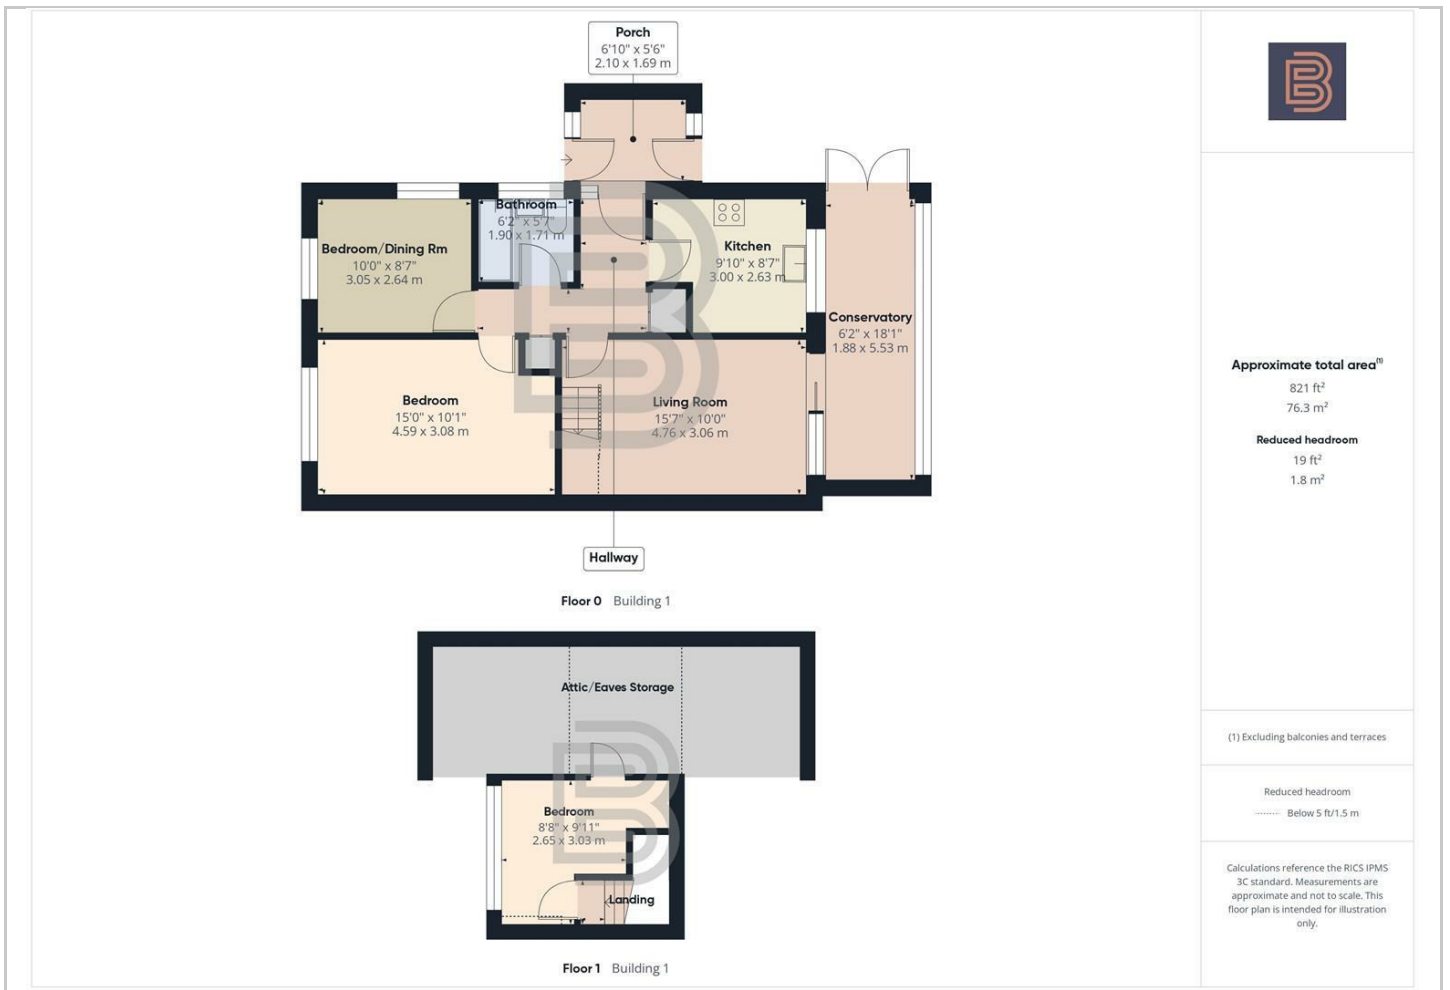 Porch
6'10" x 5'6"
2.10 x 1.69 m
Bathroom
6'2" x 5'7"
1.90 x 1.71 m
Bedroom/Dining Rm
10'0" x 8'7"
3.05 x 2.64 m
Kitchen
9'10" x 8'7"
3.00 x 2.63 m
Conservatory
6'2" x 18'1"
1.88 x 5.53 m
Bedroom
15'0" x 10'1"
4.59 x 3.08 m
Living Room
15'7" x 10'0"
4.76 x 3.06 m
Hallway
Floor 0 Building 1
Attic/Eaves Storage
Bedroom
8'8" x 9'11"
2.65 x 3.03 m
Landing
Floor 1 Building 1
Approximate total area(1)
821 ft²
76.3 m²
Reduced headroom
19 ft²
1.8 m²
(1) Excluding balconies and terraces
Reduced headroom
Below 5 ft/1.5 m
Calculations reference the RICS IPMS
3C standard. Measurements are
approximate and not to scale. This
floor plan is intended for illustration
only.